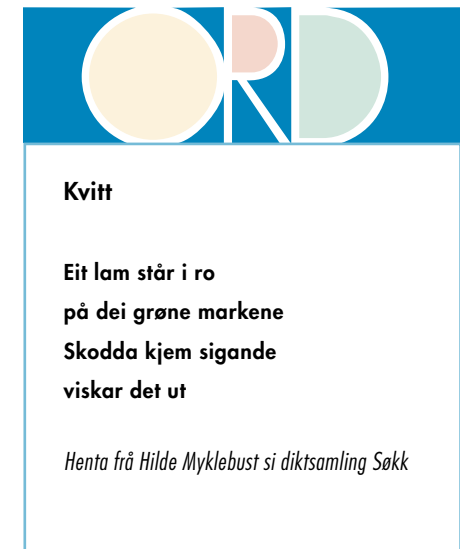 ORD
Kvitt
Eit lam står i ro
på dei grøne markene
Skodda kjem sigande
viskar det ut
Henta frå Hilde Myklebust si diktsamling Søkk